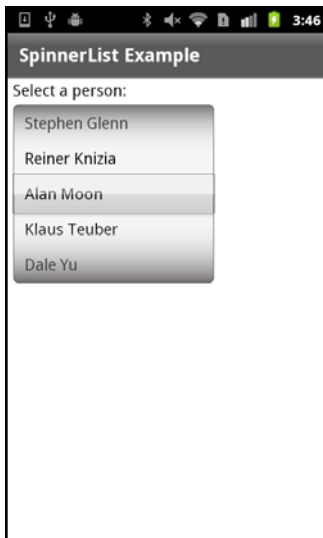 3:46
SpinnerList Example
Select a person:
Stephen Glenn
Reiner Knizia
Alan Moon
Klaus Teuber
Dale Yu